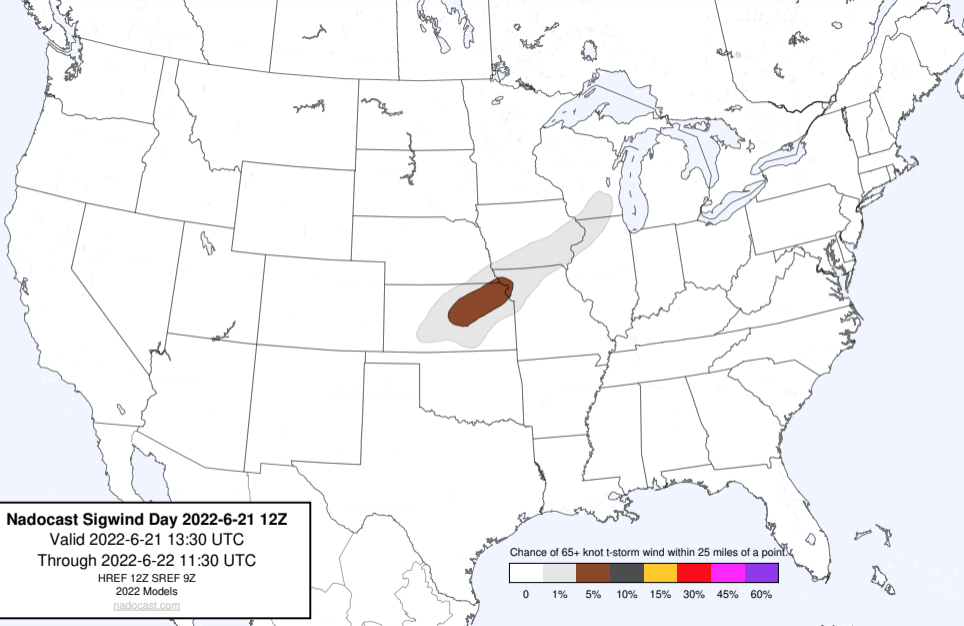 Nadocast Sigwind Day 2022-6-21 12Z
Valid 2022-6-21 13:30 UTC
Through 2022-6-22 11:30 UTC
HREF 12Z SREF 9Z
2022 Models
nadocast.com
Chance of 65+ knot t-storm wind within 25 miles of a point.
0 1% 5% 10% 15% 30% 45% 60%